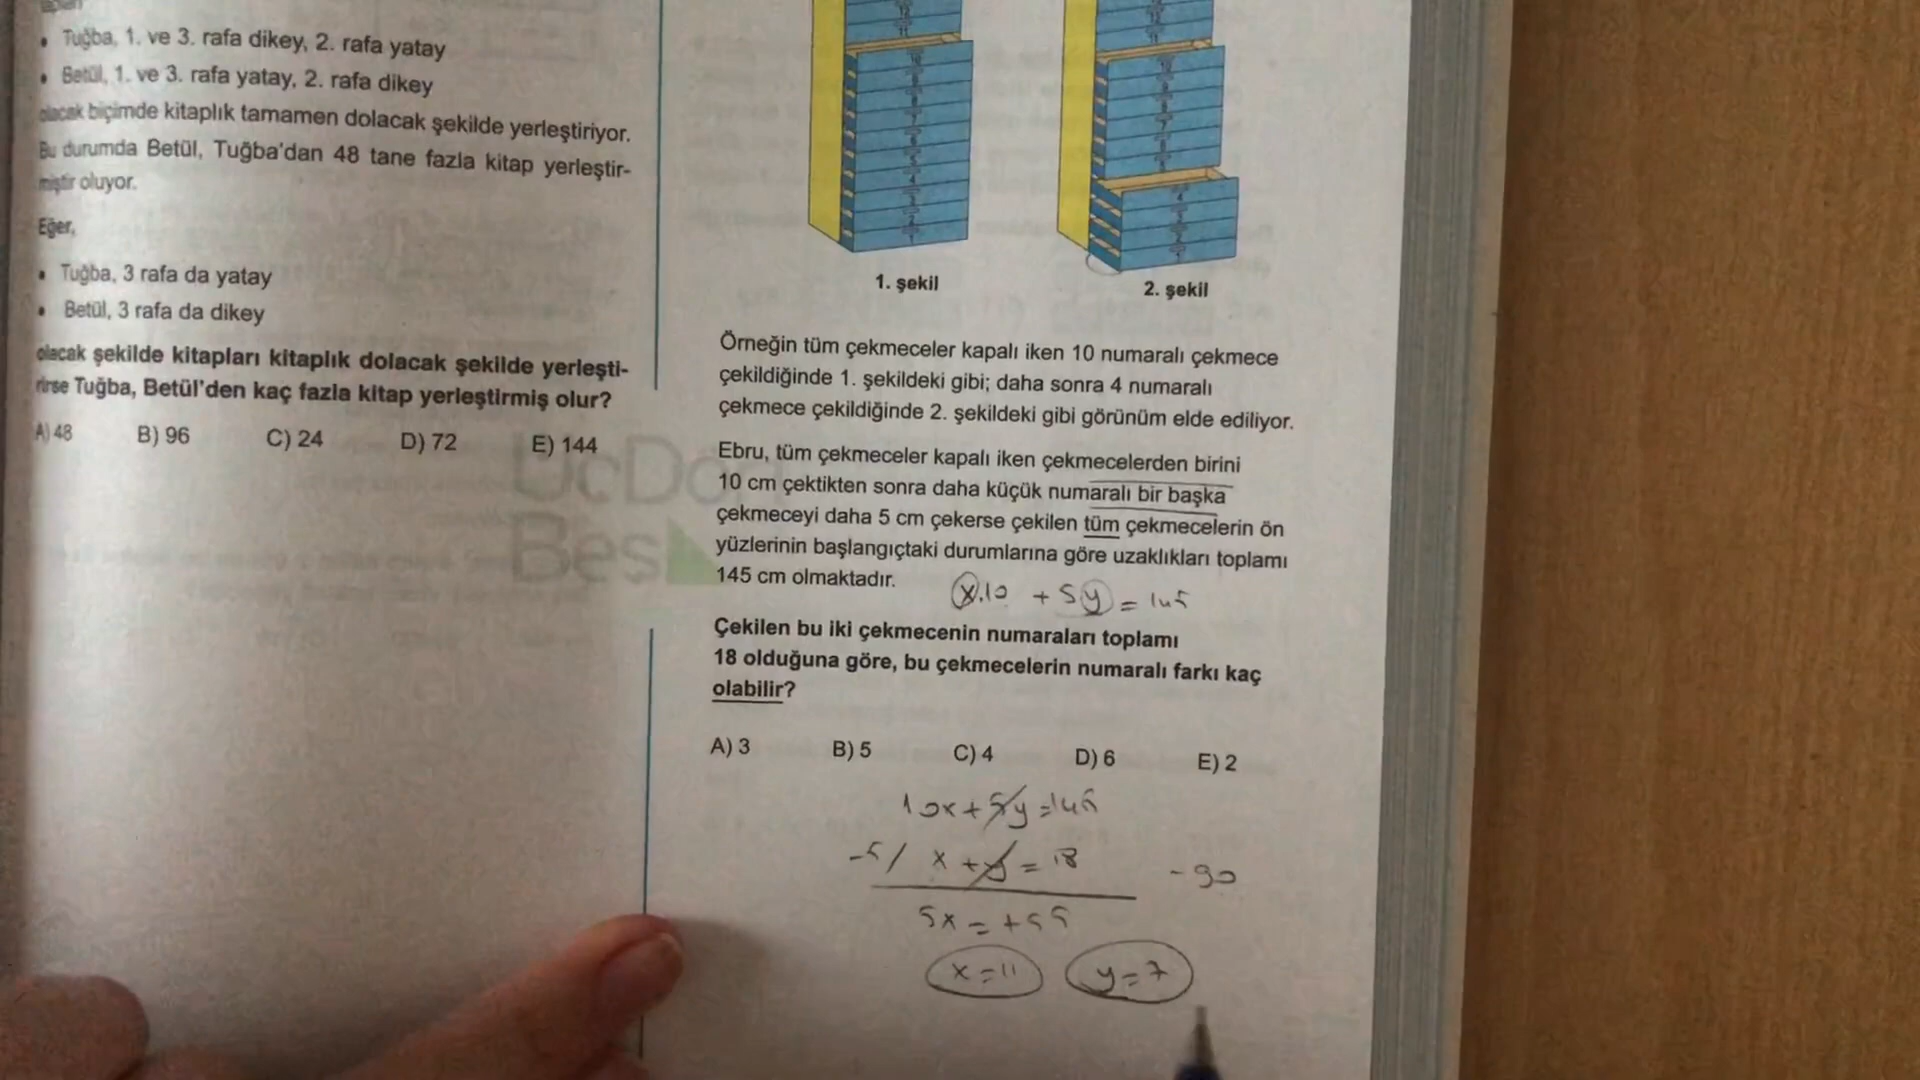 • Tuğba, 1. ve 3. rafa dikey, 2. rafa yatay
• Betül, 1. ve 3. rafa yatay, 2. rafa dikey
olacak biçimde kitaplık tamamen dolacak şekilde yerleştiriyor.
Bu durumda Betül, Tuğba'dan 48 tane fazla kitap yerleştir-
miştir oluyor.
Eğer,
• Tuğba, 3 rafa da yatay
• Betül, 3 rafa da dikey
olacak şekilde kitapları kitaplık dolacak şekilde yerleşti-
rirse Tuğba, Betül'den kaç fazla kitap yerleştirmiş olur?
A) 48 B) 96 C) 24 D) 72 E) 144
ÜcDört
Bes
1. şekil 2. şekil
Örneğin tüm çekmeceler kapalı iken 10 numaralı çekmece
çekildiğinde 1. şekildeki gibi; daha sonra 4 numaralı
çekmece çekildiğinde 2. şekildeki gibi görünüm elde ediliyor.
Ebru, tüm çekmeceler kapalı iken çekmecelerden birini
10 cm çektikten sonra daha küçük numaralı bir başka
çekmeceyi daha 5 cm çekerse çekilen tüm çekmecelerin ön
yüzlerinin başlangıçtaki durumlarına göre uzaklıkları toplamı
145 cm olmaktadır.
x.10 + 5y = 145
Çekilen bu iki çekmecenin numaraları toplamı
18 olduğuna göre, bu çekmecelerin numaralı farkı kaç
olabilir?
A) 3 B) 5 C) 4 D) 6 E) 2
10x + 5y = 145
-5/ x + y = 18 -90
5x = +55
x = 11 y = 7